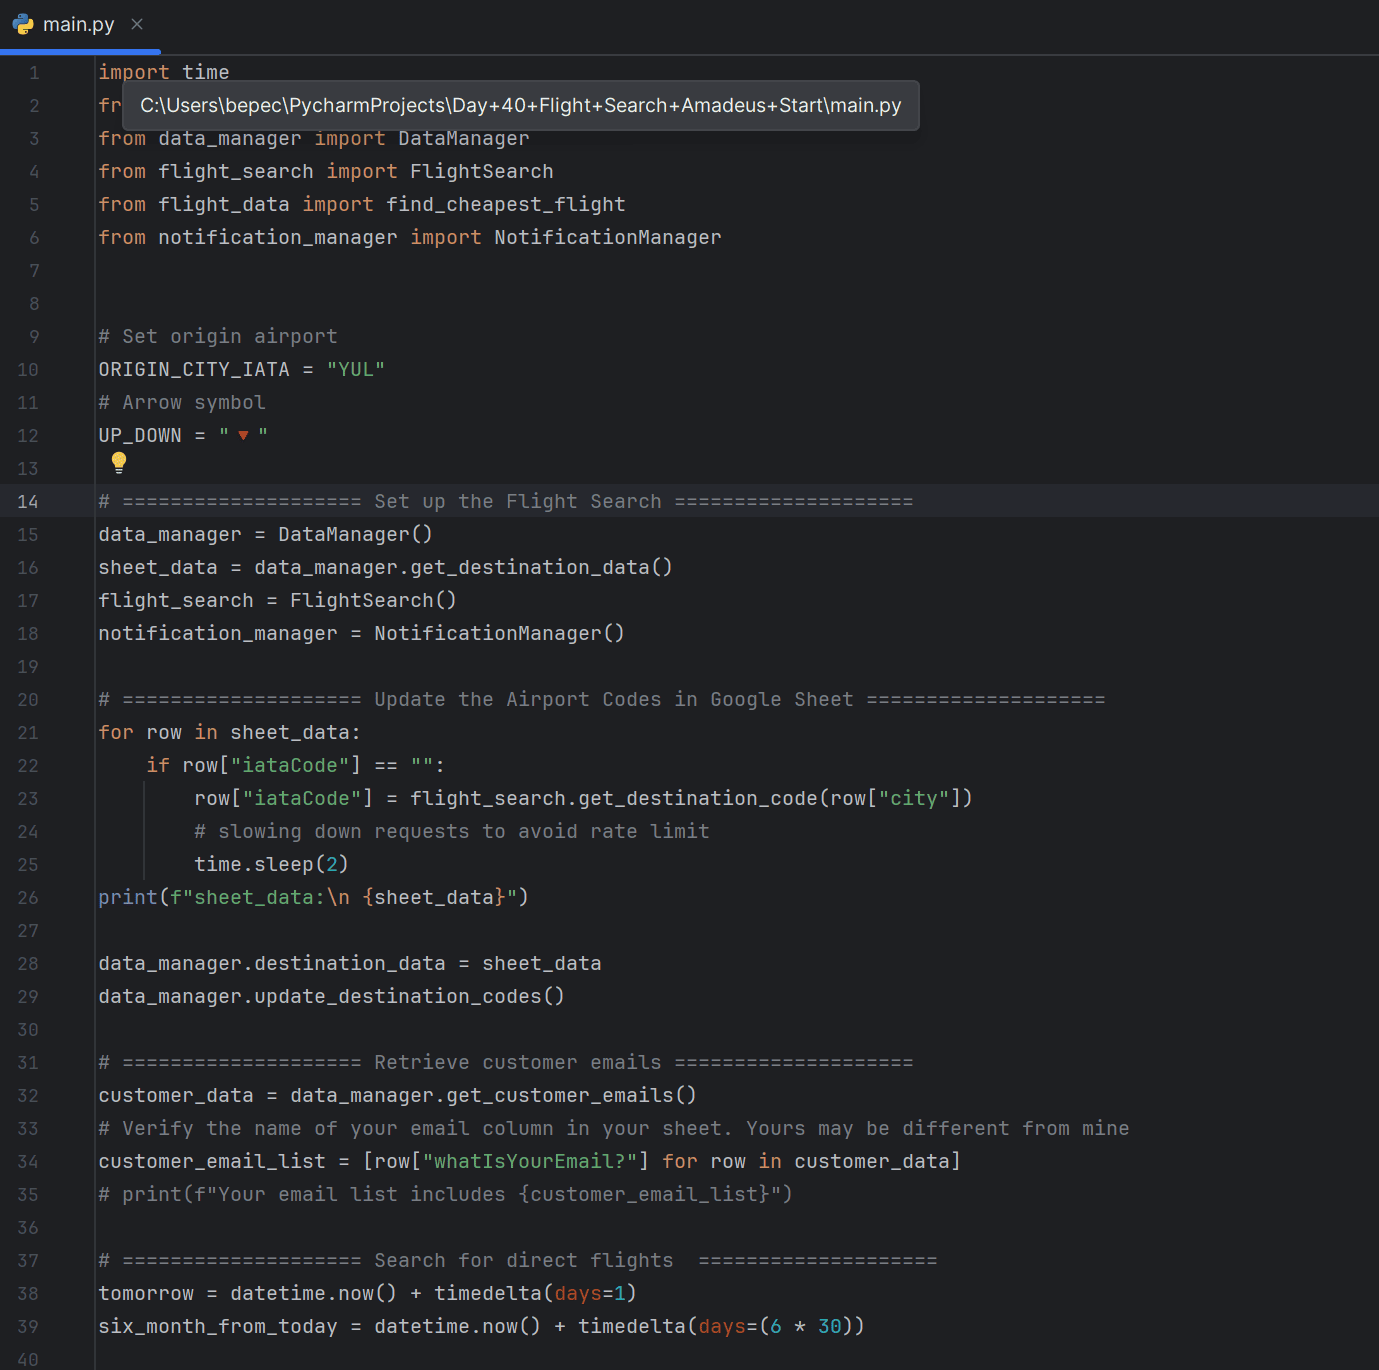 main.py
1 import time
2 fr
C:\Users\bepec\PycharmProjects\Day+40+Flight+Search+Amadeus+Start\main.py
3 from data_manager import DataManager
4 from flight_search import FlightSearch
5 from flight_data import find_cheapest_flight
6 from notification_manager import NotificationManager
7
8
9 # Set origin airport
10 ORIGIN_CITY_IATA = "YUL"
11 # Arrow symbol
12 UP_DOWN = "🔻"
13
14 # ==================== Set up the Flight Search ====================
15 data_manager = DataManager()
16 sheet_data = data_manager.get_destination_data()
17 flight_search = FlightSearch()
18 notification_manager = NotificationManager()
19
20 # ==================== Update the Airport Codes in Google Sheet ====================
21 for row in sheet_data:
22     if row["iataCode"] == "":
23         row["iataCode"] = flight_search.get_destination_code(row["city"])
24         # slowing down requests to avoid rate limit
25         time.sleep(2)
26 print(f"sheet_data:\n {sheet_data}")
27
28 data_manager.destination_data = sheet_data
29 data_manager.update_destination_codes()
30
31 # ==================== Retrieve customer emails ====================
32 customer_data = data_manager.get_customer_emails()
33 # Verify the name of your email column in your sheet. Yours may be different from mine
34 customer_email_list = [row["whatIsYourEmail?"] for row in customer_data]
35 # print(f"Your email list includes {customer_email_list}")
36
37 # ==================== Search for direct flights  ====================
38 tomorrow = datetime.now() + timedelta(days=1)
39 six_month_from_today = datetime.now() + timedelta(days=(6 * 30))
40